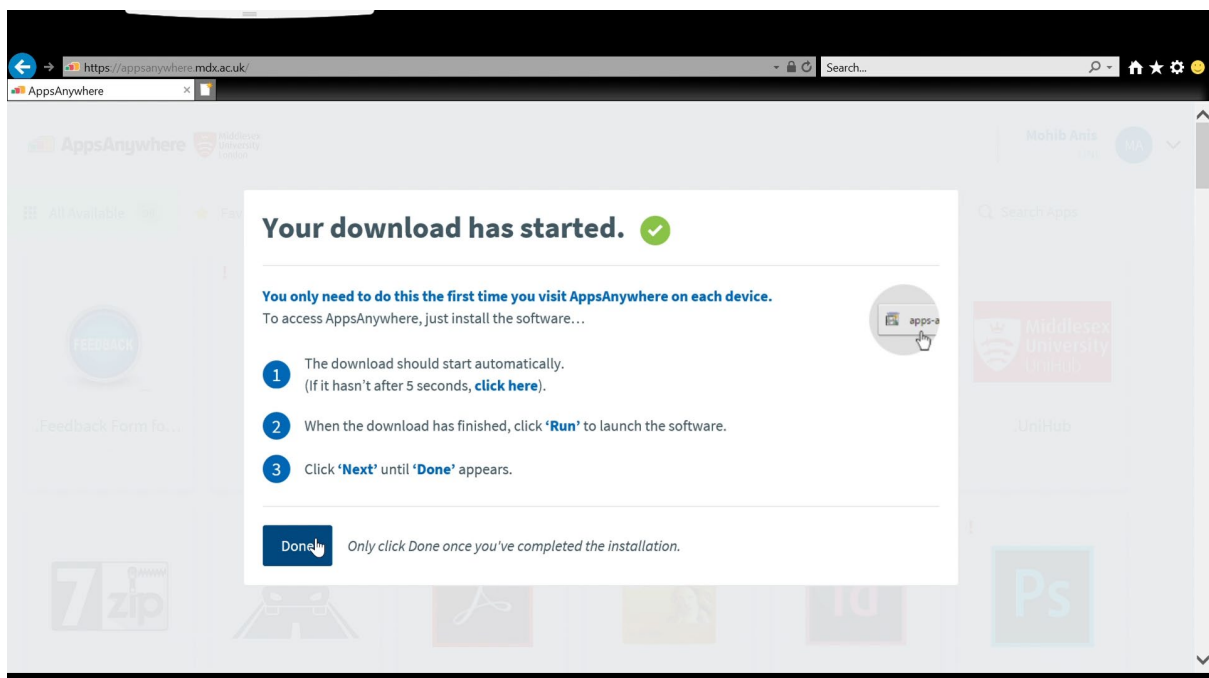 https://appsanywhere.mdx.ac.uk/
Search...
AppsAnywhere
AppsAnywhere
Middlesex
University
London
Mohib Anis
MA
All Available
Fav
Search Apps
Your download has started.
You only need to do this the first time you visit AppsAnywhere on each device.
To access AppsAnywhere, just install the software…
apps-a
1 The download should start automatically.
(If it hasn't after 5 seconds, click here).
2 When the download has finished, click ‘Run’ to launch the software.
3 Click ‘Next’ until ‘Done’ appears.
Done
Only click Done once you've completed the installation.
FEEDBACK
Middlesex
University
UniHub
.Feedback Form fo...
.UniHub
7 zip
Id
Ps